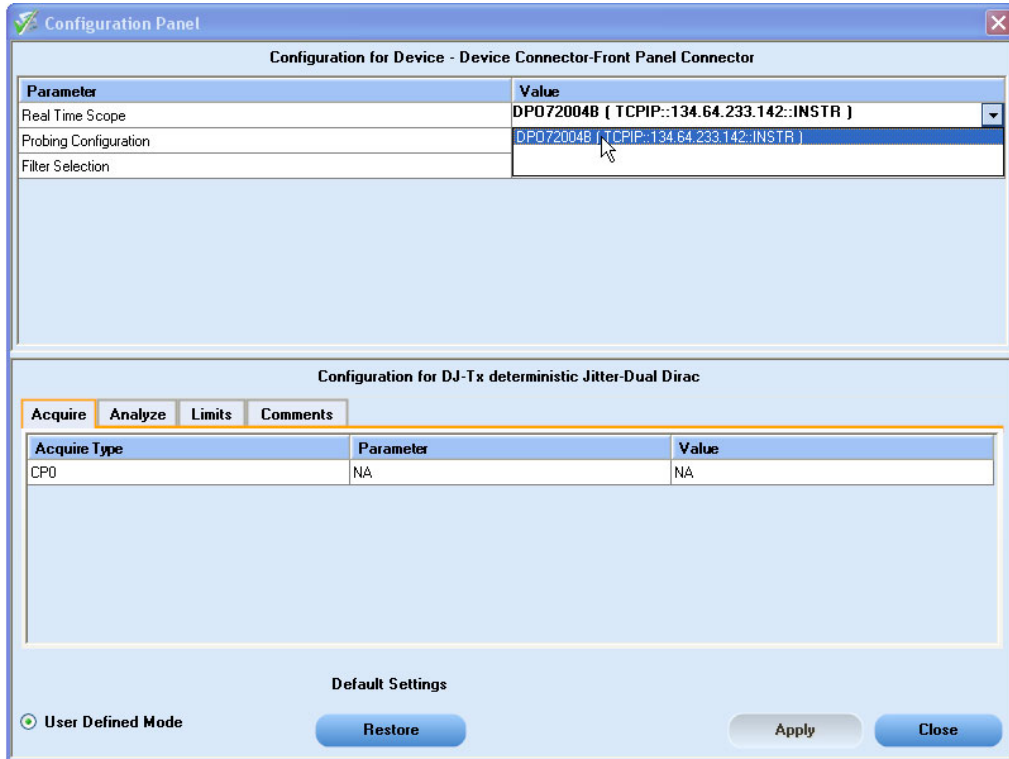 Configuration Panel
Configuration for Device - Device Connector-Front Panel Connector
Parameter Value
Real Time Scope DPO72004B ( TCPIP::134.64.233.142::INSTR )
Probing Configuration DPO72004B ( TCPIP::134.64.233.142::INSTR )
Filter Selection
Configuration for DJ-Tx deterministic Jitter-Dual Dirac
Acquire Analyze Limits Comments
Acquire Type Parameter Value
CP0 NA NA
Default Settings
User Defined Mode Restore Apply Close